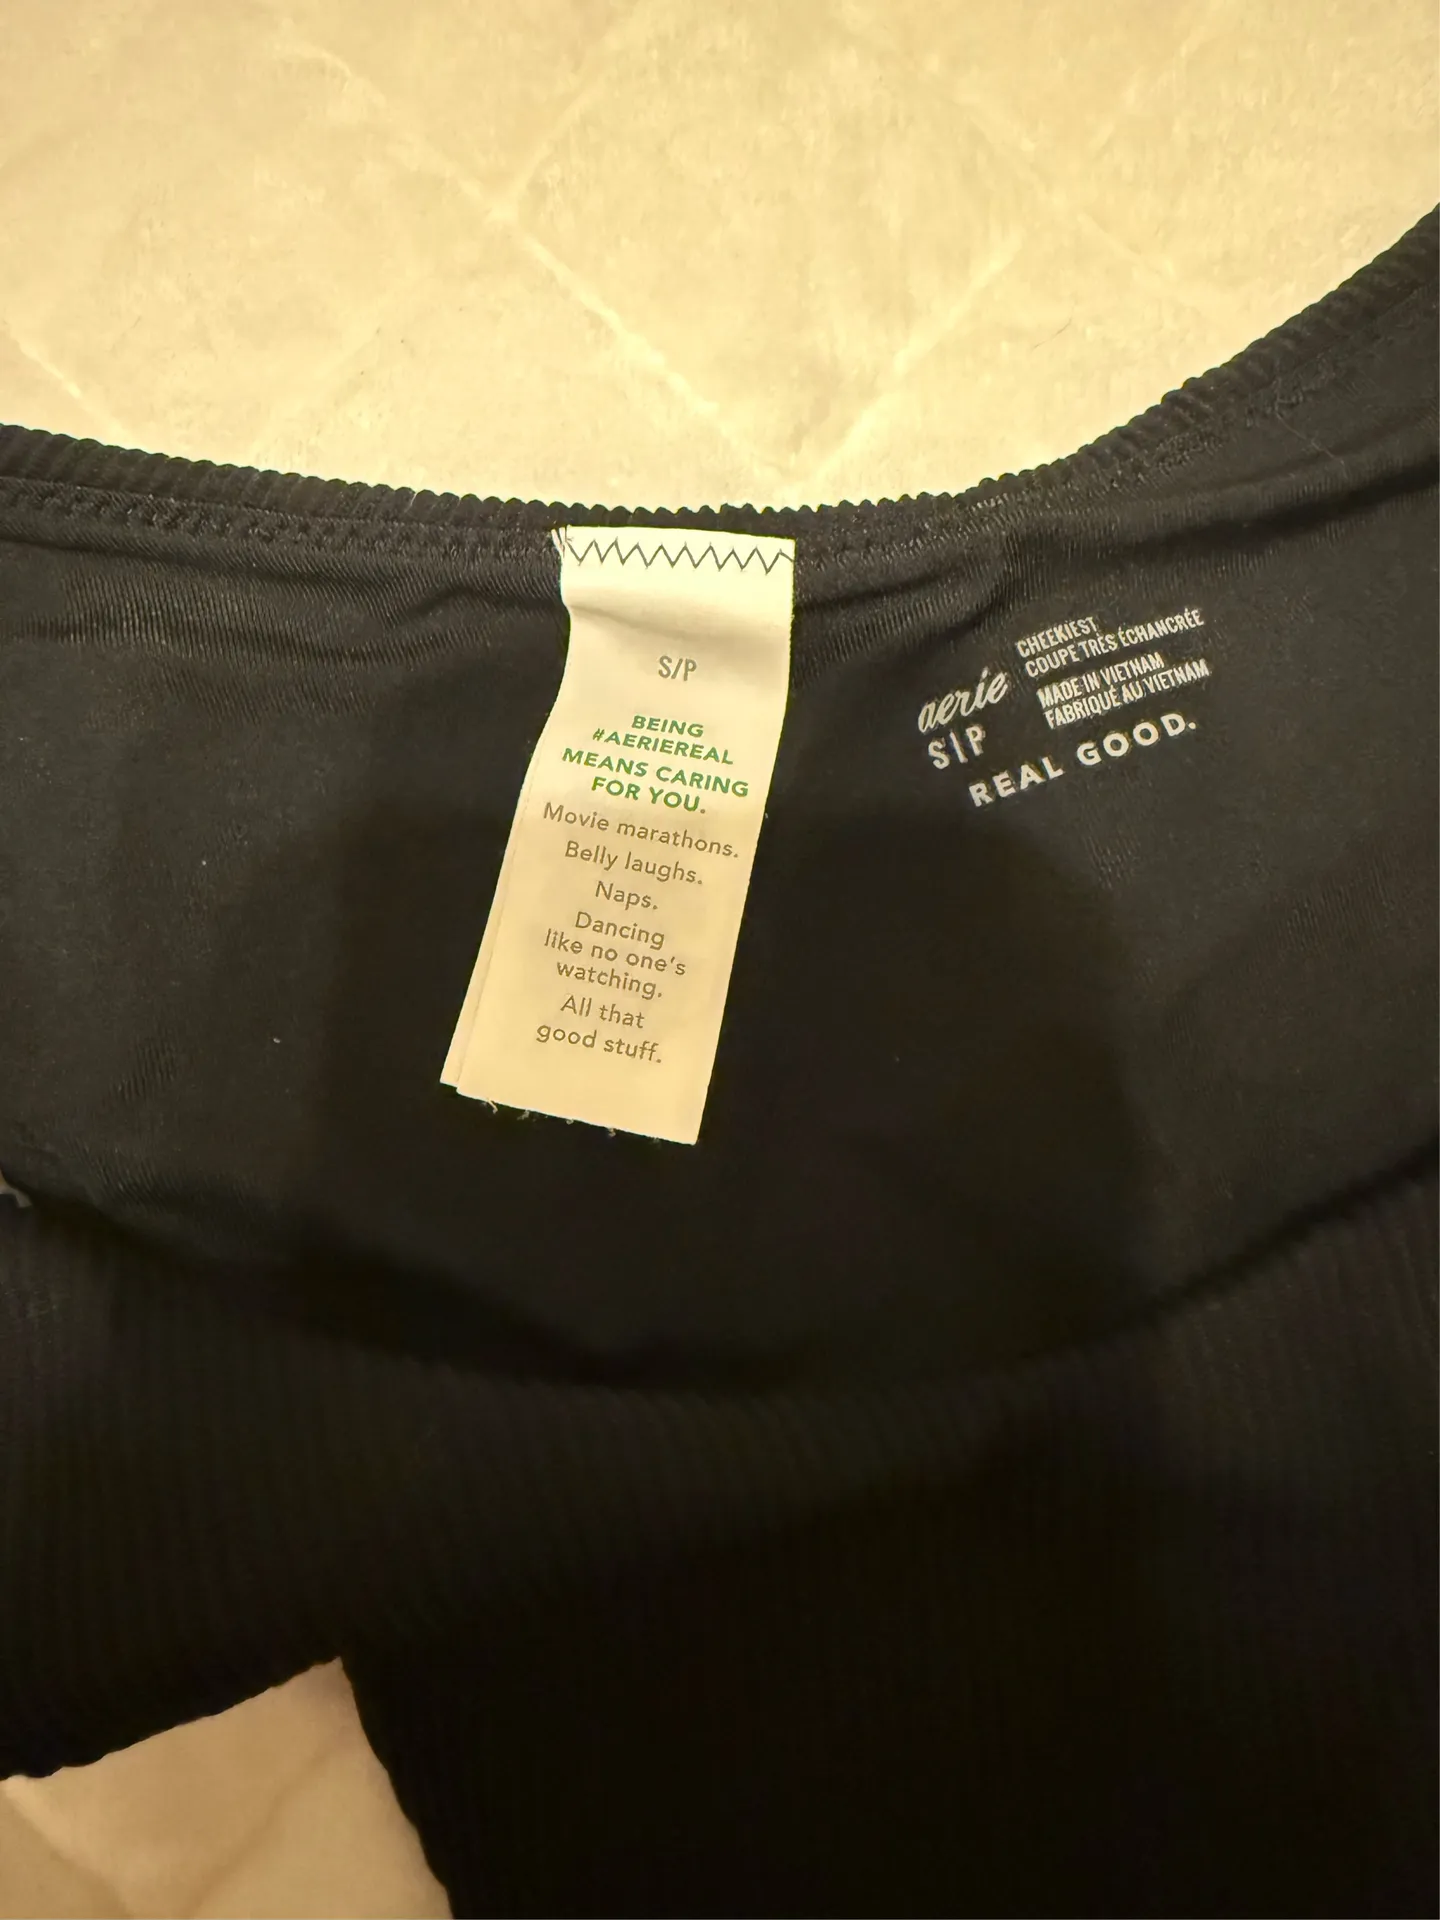 S/P
BEING
#AERIEREAL
MEANS CARING
FOR YOU.
Movie marathons.
Belly laughs.
Naps.
Dancing
like no one's
watching.
All that
good stuff.
aerie
S|P
CHEEKIEST
COUPE TRÈS ÉCHANCRÉE
MADE IN VIETNAM
FABRIQUÉ AU VIETNAM
REAL GOOD.